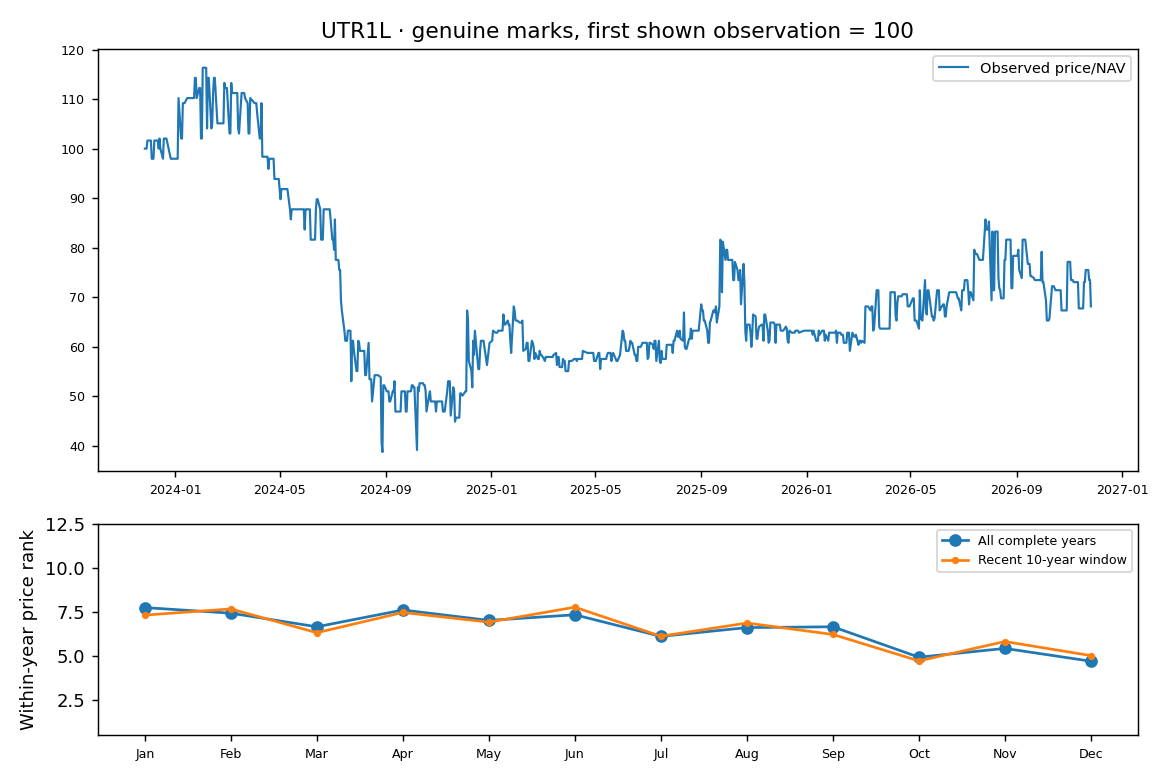 UTR1L · genuine marks, first shown observation = 100
Observed price/NAV
120
110
100
90
80
70
60
50
40
2024-01 2024-05 2024-09 2025-01 2025-05 2025-09 2026-01 2026-05 2026-09 2027-01
Within-year price rank
All complete years
Recent 10-year window
12.5
10.0
7.5
5.0
2.5
Jan Feb Mar Apr May Jun Jul Aug Sep Oct Nov Dec